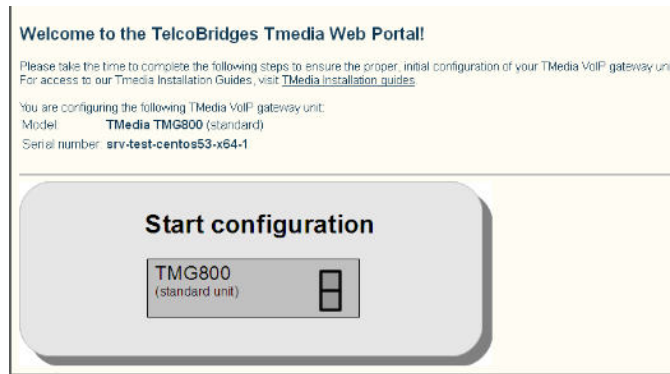 Welcome to the TelcoBridges Tmedia Web Portal!
Please take the time to complete the following steps to ensure the proper, initial configuration of your TMedia VoIP gateway un
For access to our Tmedia Installation Guides, visit TMedia Installation guides.
You are configuring the following TMedia VoIP gateway unit:
Model: TMedia TMG800 (standard)
Serial number: srv-test-centos53-x64-1
Start configuration
TMG800
(standard unit)